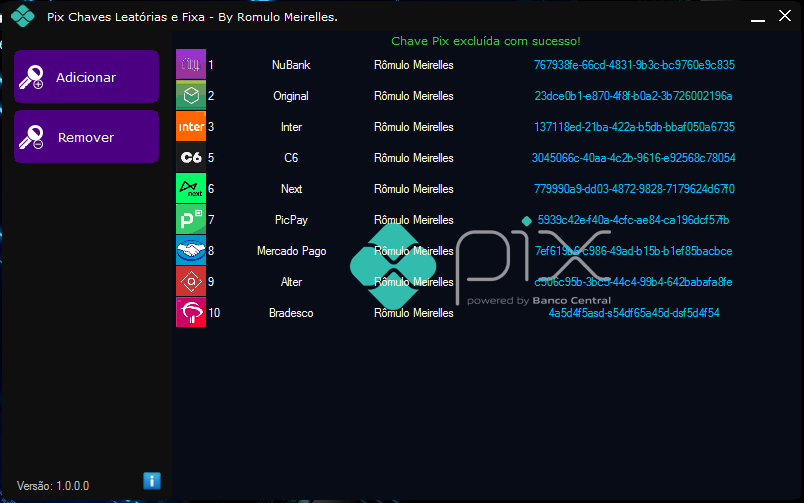 Pix Chaves Leatórias e Fixa - By Romulo Meirelles.
Chave Pix excluída com sucesso!
Adicionar
Remover
1 NuBank Rômulo Meirelles 767938fe-66cd-4831-9b3c-bc9760e9c835
2 Original Rômulo Meirelles 23dce0b1-e870-4f8f-b0a2-3b726002196a
inter 3 Inter Rômulo Meirelles 137118ed-21ba-422a-b5db-bbaf050a6735
C6 5 C6 Rômulo Meirelles 3045066c-40aa-4c2b-9616-e92568c78054
next 6 Next Rômulo Meirelles 779990a9-dd03-4872-9828-7179624d67f0
P 7 PicPay Rômulo Meirelles 5939c42e-f40a-4cfc-ae84-ca196dcf57fb
8 Mercado Pago Rômulo Meirelles 7ef619b6-c986-49ad-b15b-b1ef85bacbce
9 Alter Rômulo Meirelles c506c95b-3bc5-44c4-99b4-642babafa8fe
10 Bradesco Rômulo Meirelles 4a5d4f5asd-s54df65a45d-dsf5d4f54
pix
powered by Banco Central
Versão: 1.0.0.0